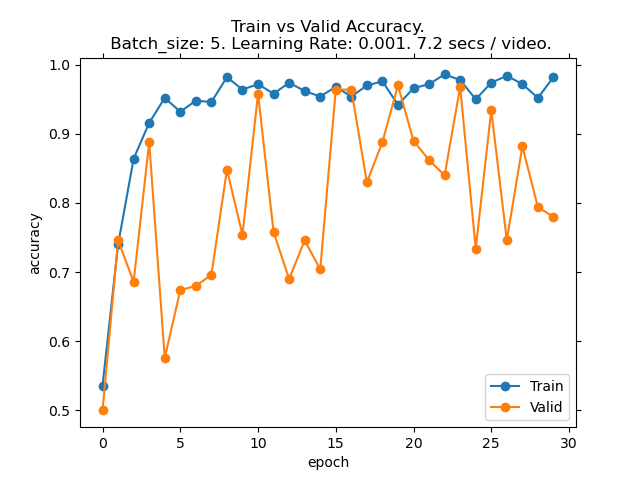 Train vs Valid Accuracy.
Batch_size: 5. Learning Rate: 0.001. 7.2 secs / video.
1.0
0.9
0.8
0.7
0.6
0.5
accuracy
Train
Valid
0 5 10 15 20 25 30
epoch